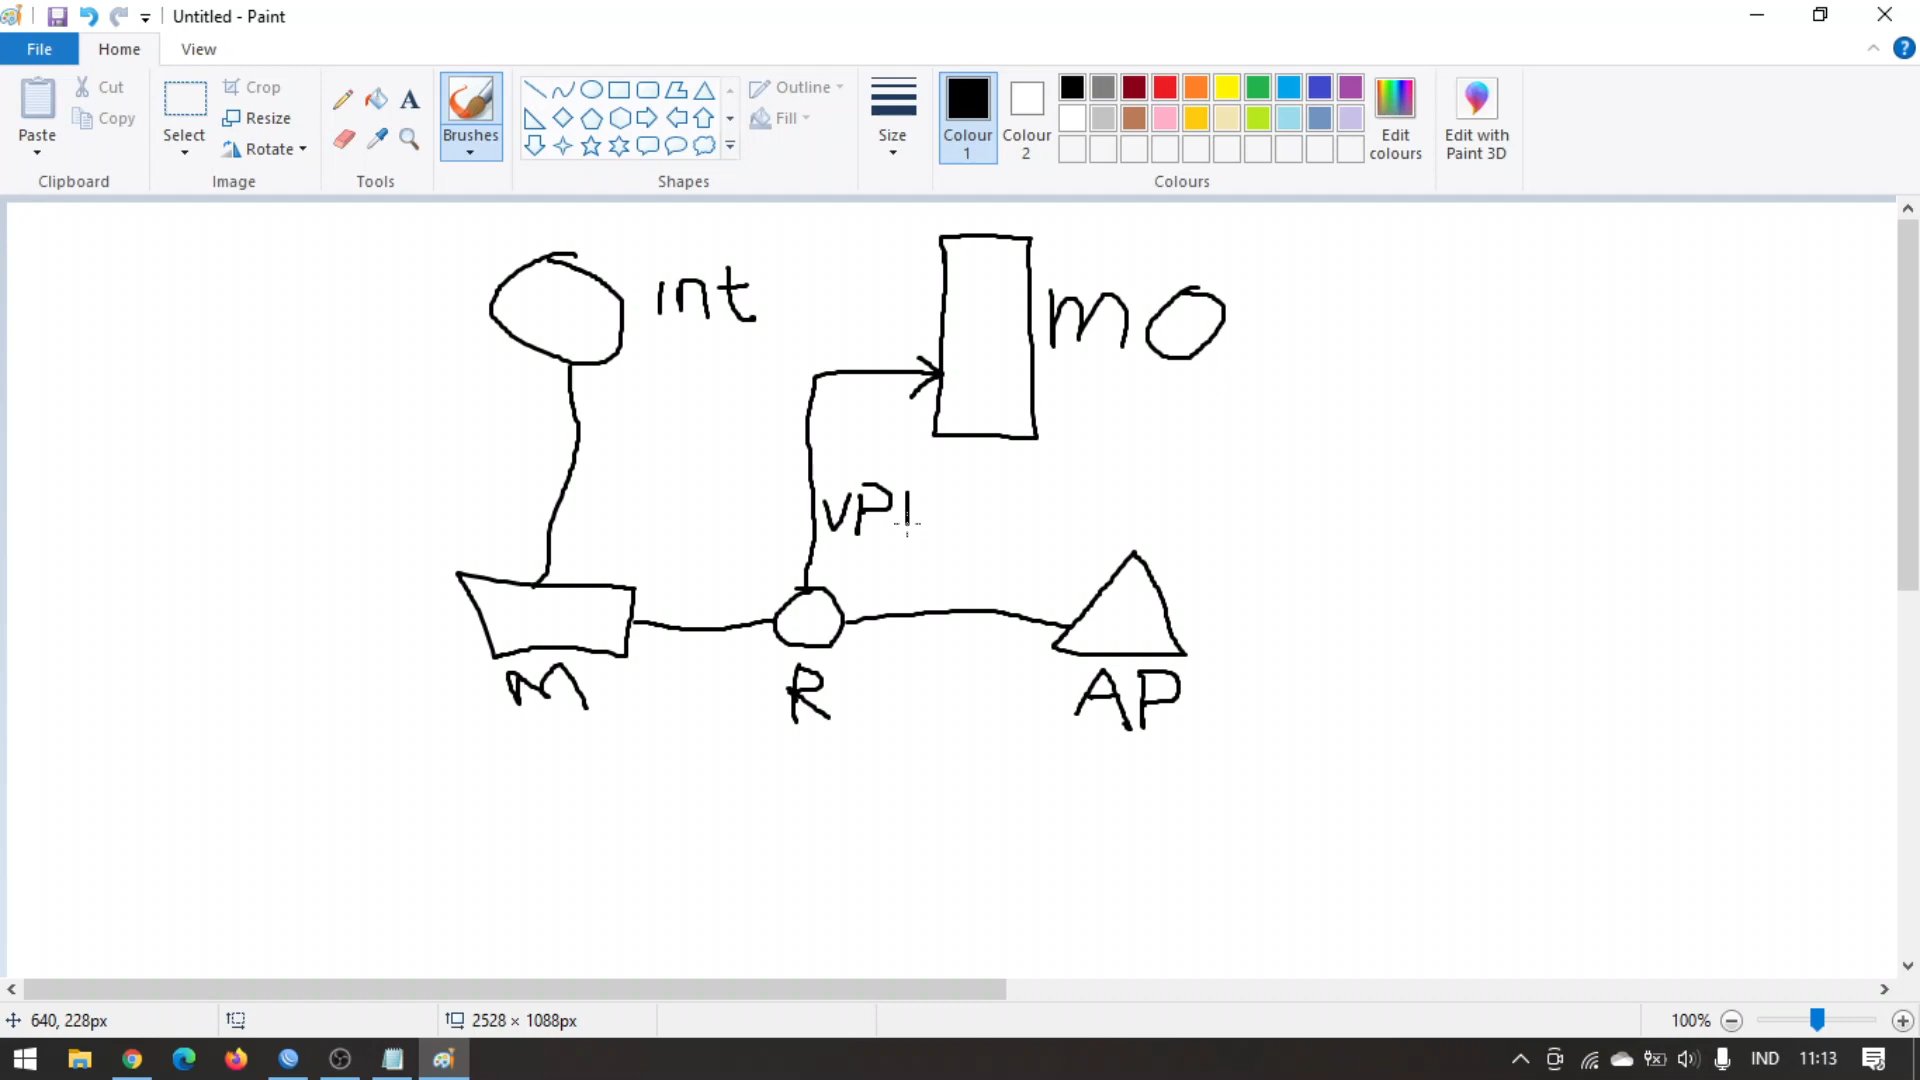 Untitled - Paint
File Home View
Paste
Cut
Copy
Clipboard
Select
Crop
Resize
Rotate
Image
Tools
Brushes
Shapes
Outline
Fill
Size
Colour 1
Colour 2
Edit colours
Edit with Paint 3D
Colours
int
mO
VPI
M
R
AP
640, 228px
2528 × 1088px
100%
IND
11:13